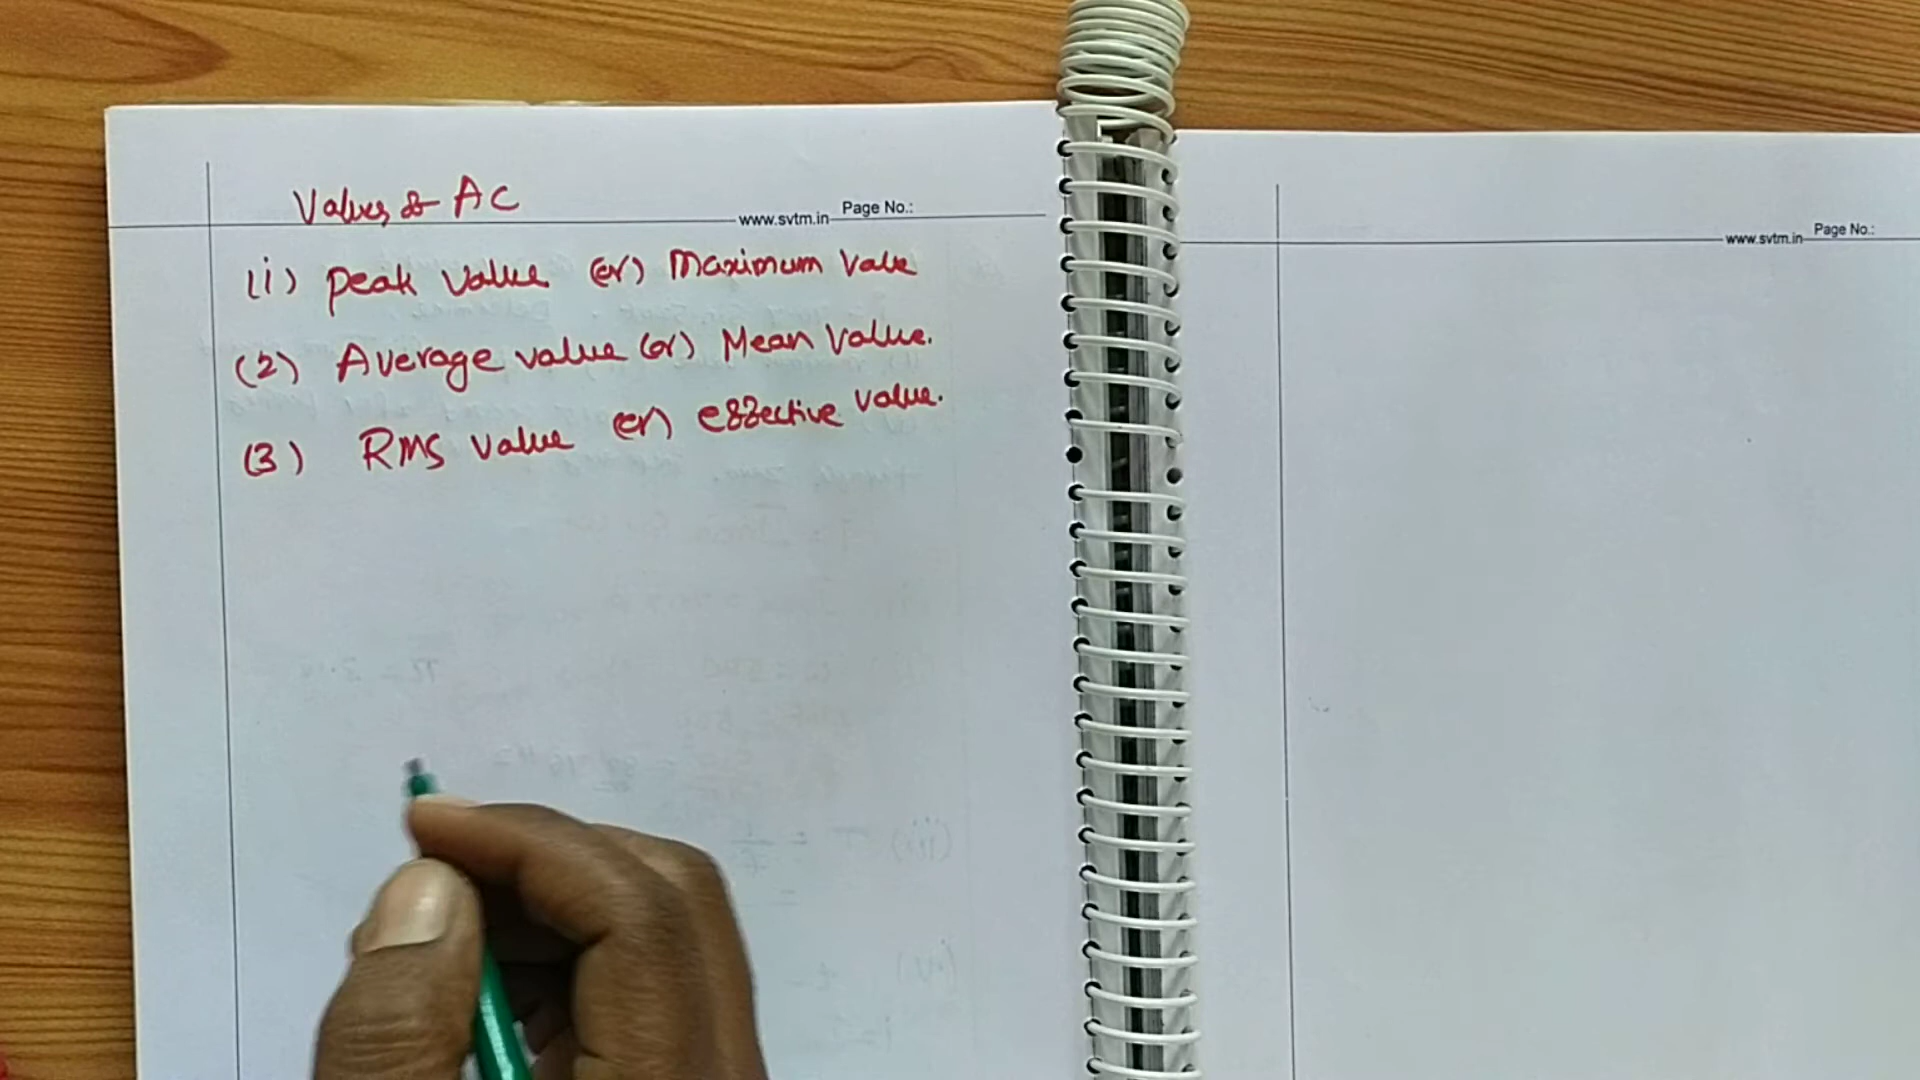 Values of AC
www.svtm.in Page No.:
(i) peak value (or) Maximum Value
(2) Average value (or) Mean Value.
(3) RMS value (or) effective value.
www.svtm.in Page No.: